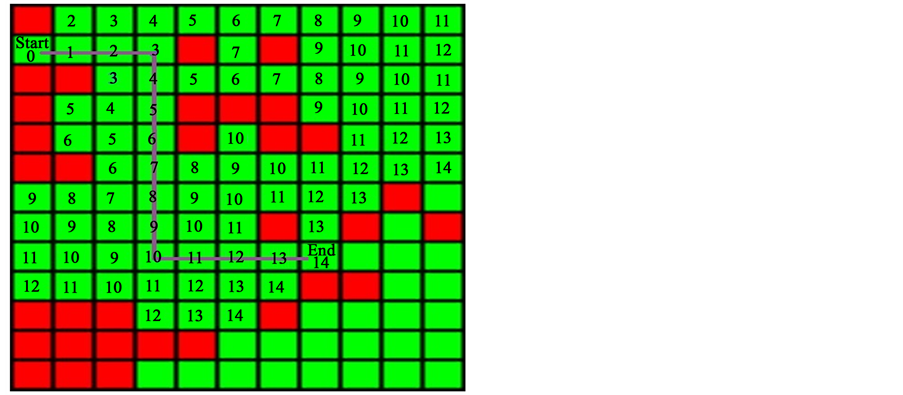 2 3 4 5 6 7 8 9 10 11
Start
0 1 2 3 7 9 10 11 12
3 4 5 6 7 8 9 10 11
5 4 5 9 10 11 12
6 5 6 10 11 12 13
6 7 8 9 10 11 12 13 14
9 8 7 8 9 10 11 12 13
10 9 8 9 10 11 13
11 10 9 10 11 12 13 End
14
12 11 10 11 12 13 14
12 13 14